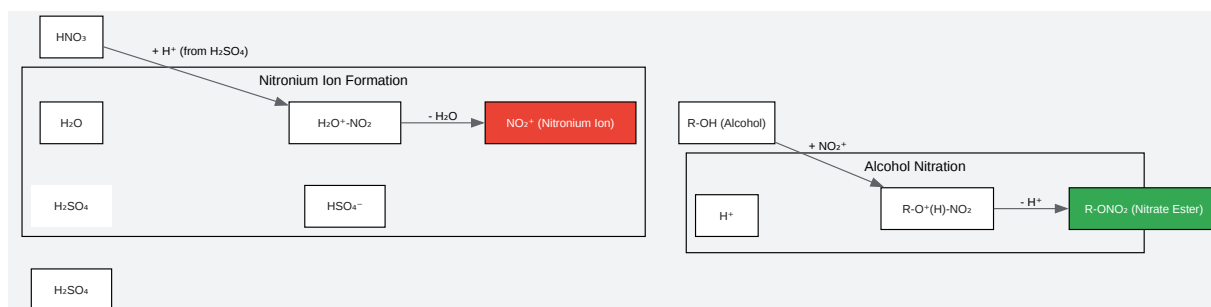 HNO₃
+ H⁺ (from H₂SO₄)
Nitronium Ion Formation
H₂O
H₂O⁺-NO₂
- H₂O
NO₂⁺ (Nitronium Ion)
H₂SO₄
HSO₄⁻
H₂SO₄
R-OH (Alcohol)
+ NO₂⁺
Alcohol Nitration
H⁺
R-O⁺(H)-NO₂
- H⁺
R-ONO₂ (Nitrate Ester)